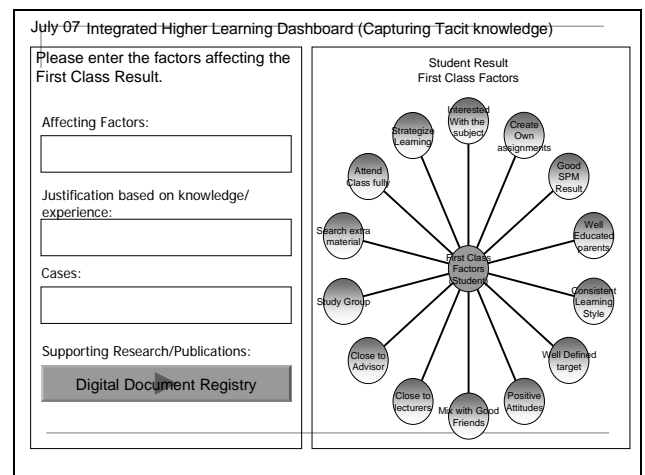 July 07 Integrated Higher Learning Dashboard (Capturing Tacit knowledge)
Please enter the factors affecting the
First Class Result.
Affecting Factors:
Justification based on knowledge/
experience:
Cases:
Supporting Research/Publications:
Digital Document Registry
Student Result
First Class Factors
Interested
With the
subject
Create
Own
assignments
Good
SPM
Result
Well
Educated
parents
Consistent
Learning
Style
Well Defined
target
Positive
Attitudes
Mix with Good
Friends
Close to
lecturers
Close to
Advisor
Study Group
Search extra
material
Attend
Class fully
Strategize
Learning
First Class
Factors
(Student)